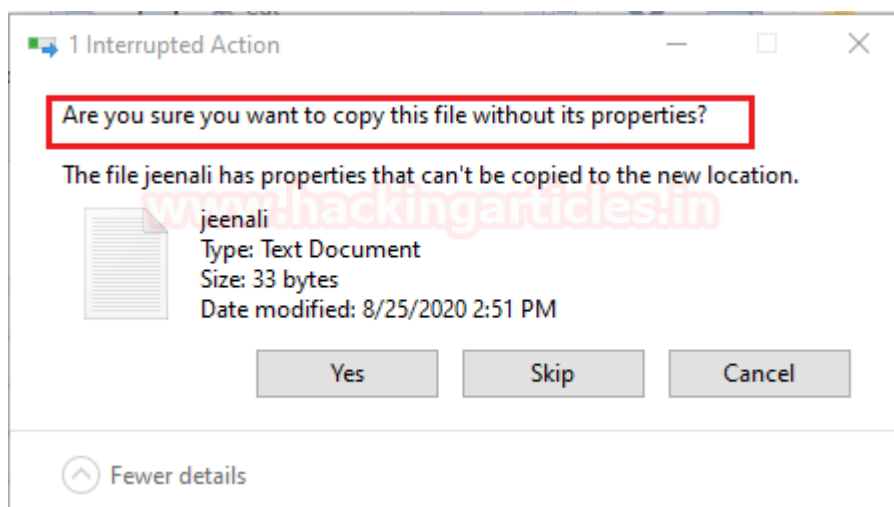 1 Interrupted Action
Are you sure you want to copy this file without its properties?
The file jeenali has properties that can't be copied to the new location.
www.hackingarticles.in
jeenali
Type: Text Document
Size: 33 bytes
Date modified: 8/25/2020 2:51 PM
Yes Skip Cancel
Fewer details